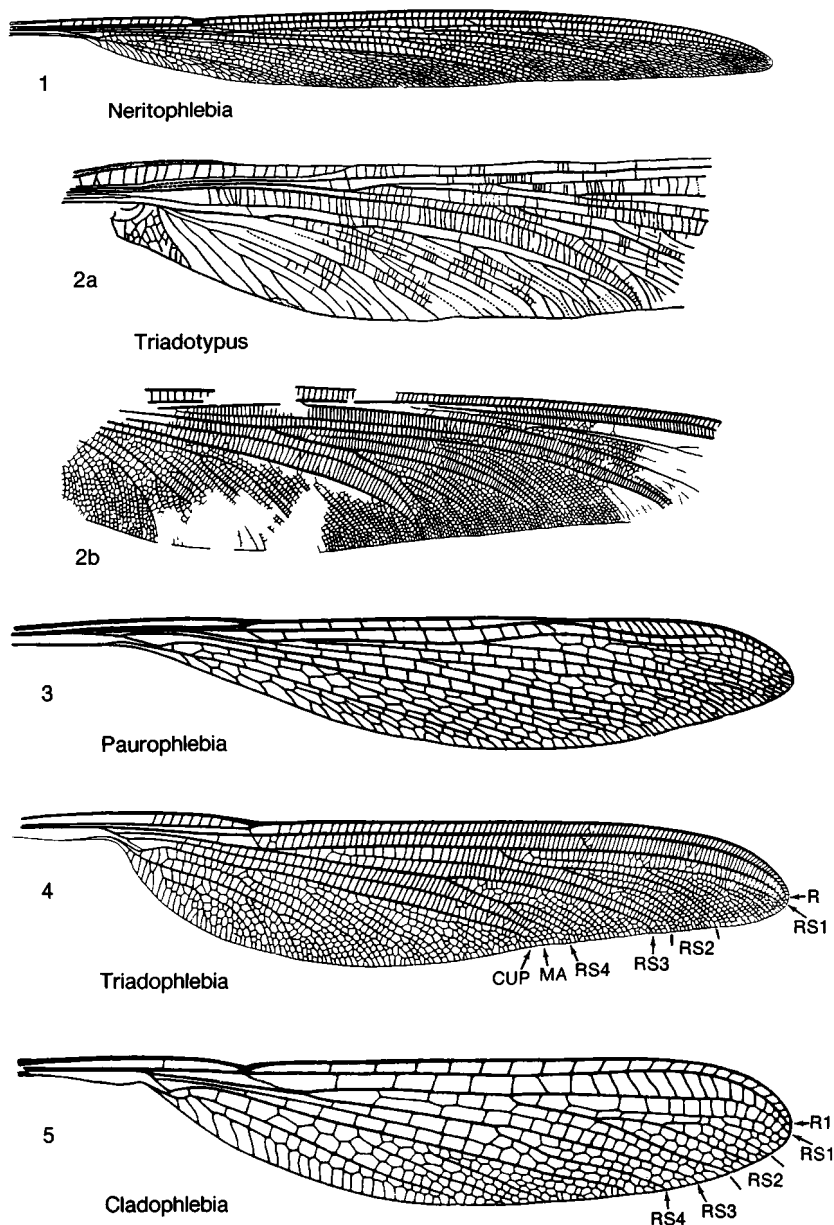 1
Neritophlebia
2a
Triadotypus
2b
3
Paurophlebia
4
R
RS1
RS2
RS3
RS4
MA
CUP
Triadophlebia
5
R1
RS1
RS2
RS3
RS4
Cladophlebia